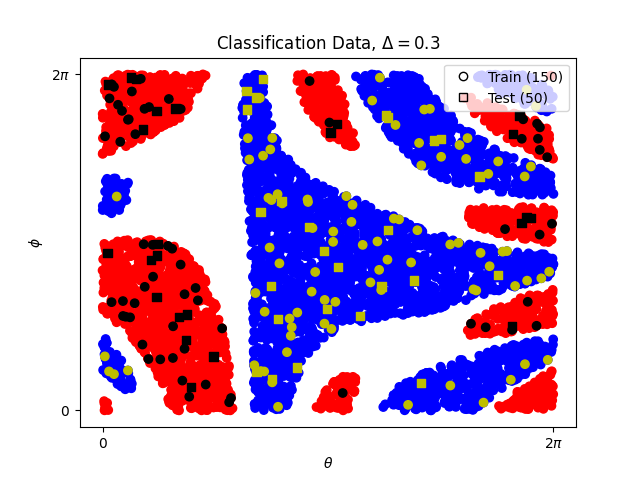 Classification Data, Δ = 0.3
Train (150)
Test (50)
2π
ϕ
0
0
2π
θ